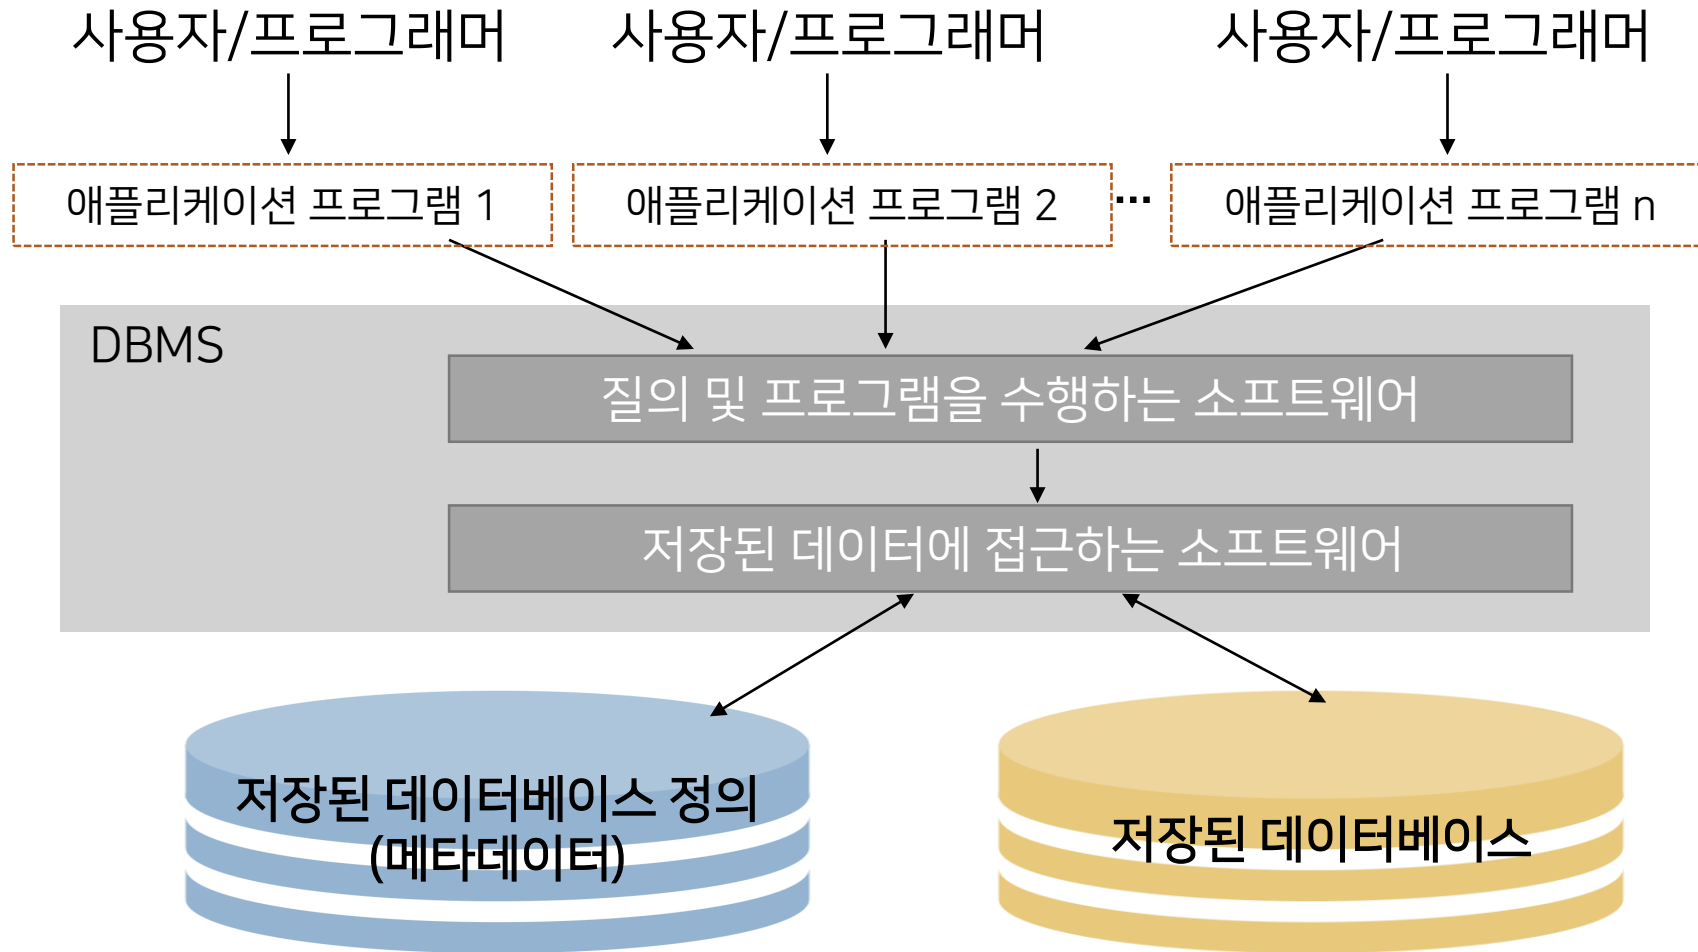 사용자/프로그래머 사용자/프로그래머 사용자/프로그래머
애플리케이션 프로그램 1 애플리케이션 프로그램 2 ... 애플리케이션 프로그램 n
DBMS
질의 및 프로그램을 수행하는 소프트웨어
저장된 데이터에 접근하는 소프트웨어
저장된 데이터베이스 정의
(메타데이터)
저장된 데이터베이스